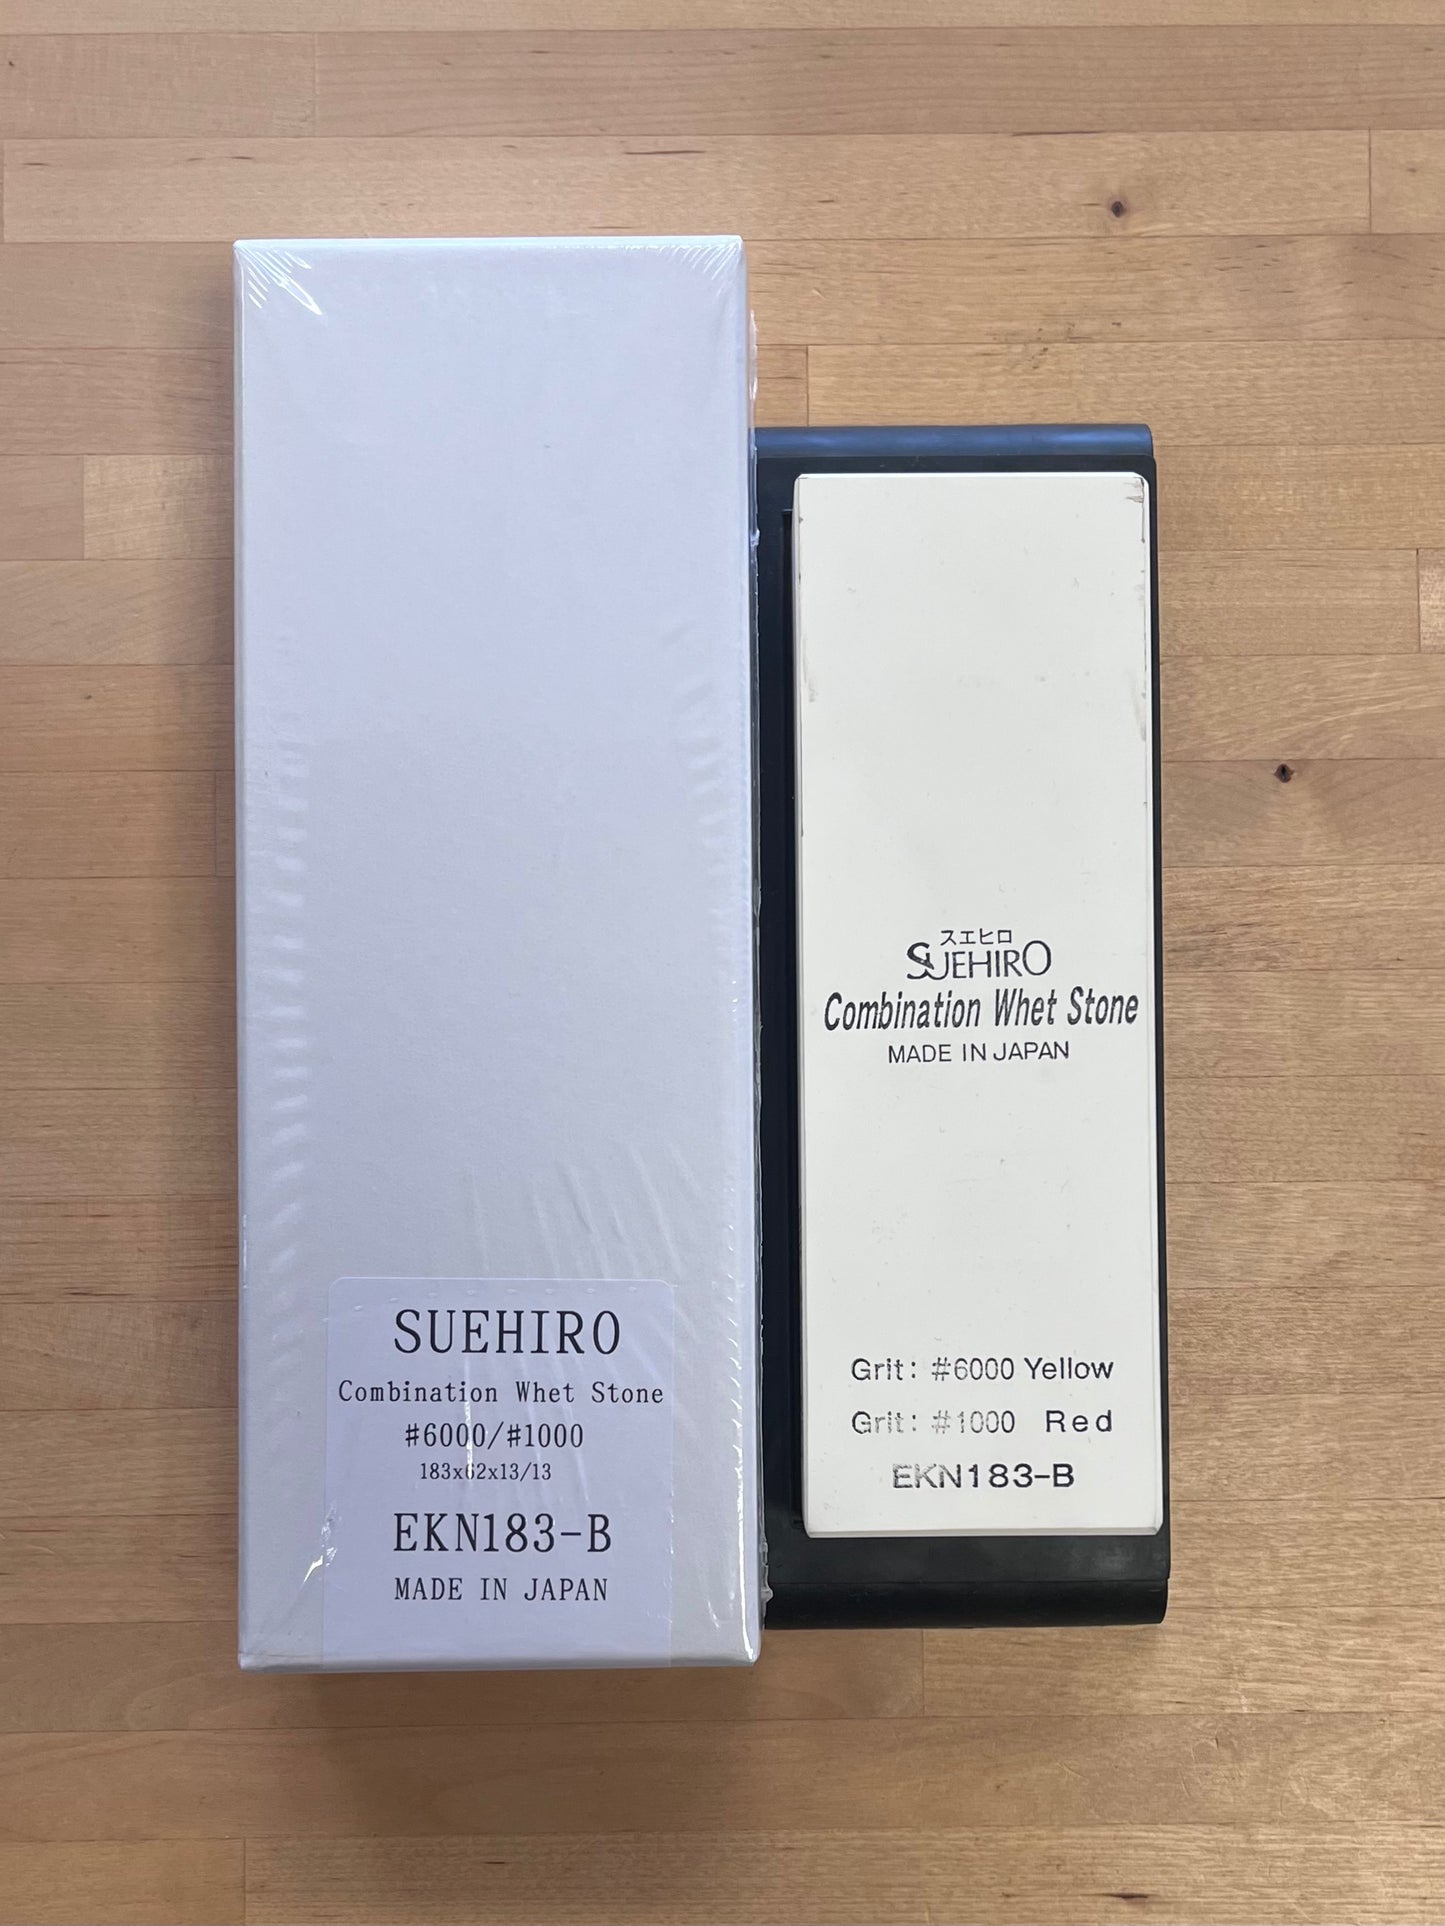 SUEHIRO
Combination Whet Stone
#6000/#1000
183x62x13/13
EKN183-B
MADE IN JAPAN
スエヒロ
SUEHIRO
Combination Whet Stone
MADE IN JAPAN
Grit: #6000 Yellow
Grit: #1000 Red
EKN183-B